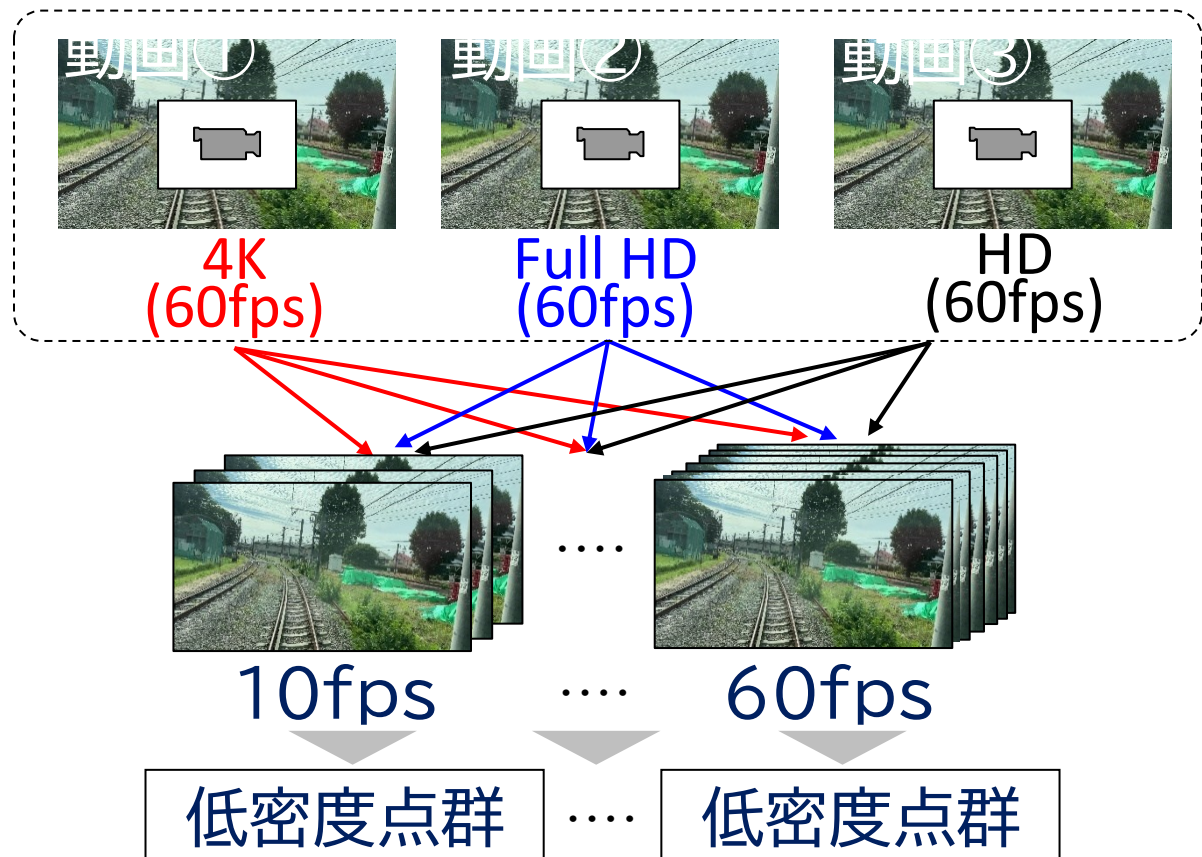 動画①
動画②
動画③
4K
(60fps)
Full HD
(60fps)
HD
(60fps)
‥‥
10fps
‥‥
60fps
低密度点群
‥‥
低密度点群